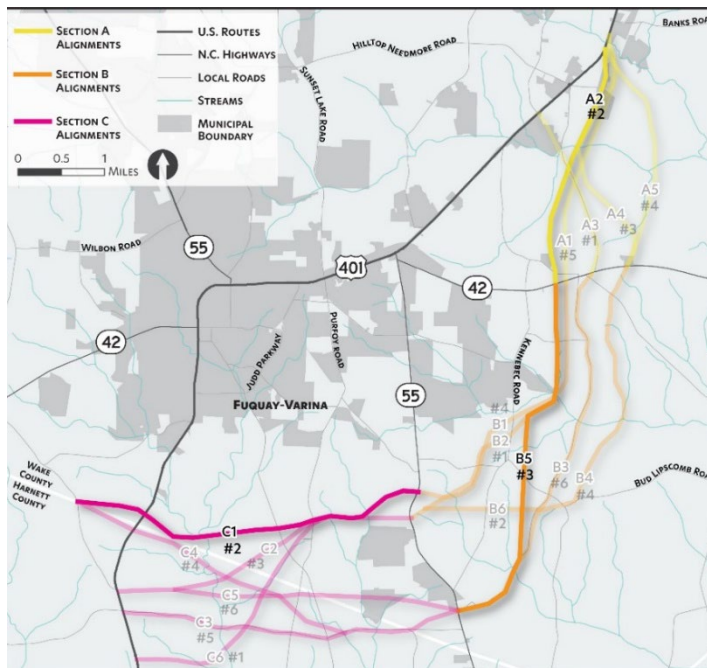 Section A
Alignments
Section B
Alignments
Section C
Alignments
0 0.5 1
Miles
U.S. Routes
N.C. Highways
Local Roads
Streams
Municipal
Boundary
Banks Roa
Hilltop Needmore Road
Sunset Lake Road
A2
#2
A5
#4
A4
#3
A3
#1
A1
#5
Wilbon Road
55
401
42
42
Judd Parkway
Purfoy Road
Kennebec Road
Fuquay-Varina
55
#4
B1
B2
#1
B5
#3
B3
#6
B4
#4
Bud Lipscomb Road
B6
#2
Wake
County
Harnett
County
C1
#2
C2
#3
C4
#4
C5
#6
C3
#5
C6 #1